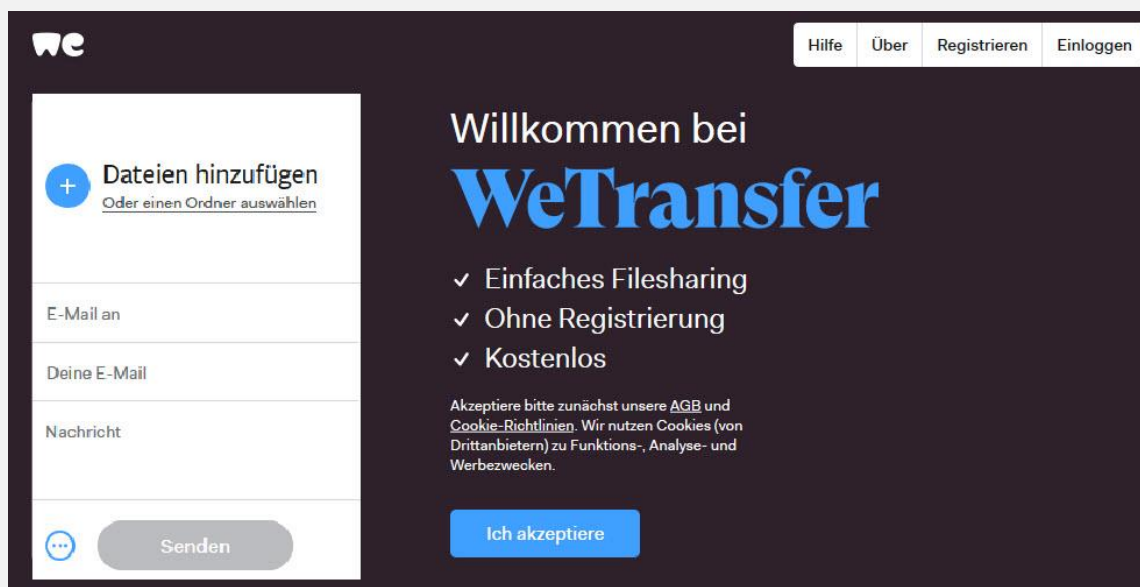 we
Hilfe Über Registrieren Einloggen
Dateien hinzufügen
Oder einen Ordner auswählen
E-Mail an
Deine E-Mail
Nachricht
Senden
Willkommen bei
WeTransfer
Einfaches Filesharing
Ohne Registrierung
Kostenlos
Akzeptiere bitte zunächst unsere AGB und
Cookie-Richtlinien. Wir nutzen Cookies (von
Drittanbietern) zu Funktions-, Analyse- und
Werbezwecken.
Ich akzeptiere